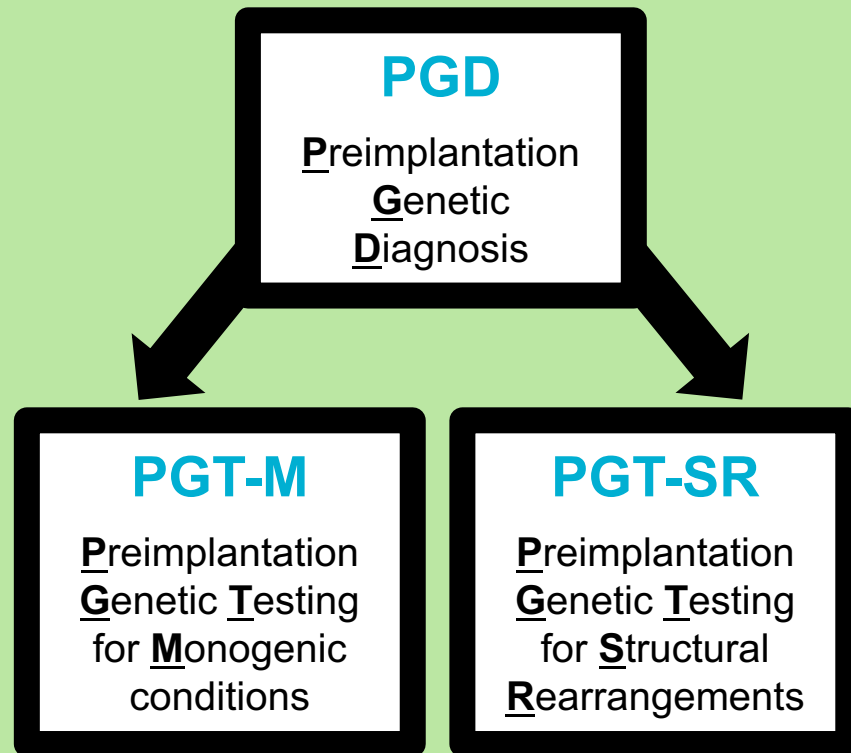 PGD
Preimplantation
Genetic
Diagnosis
PGT-M
Preimplantation
Genetic Testing
for Monogenic
conditions
PGT-SR
Preimplantation
Genetic Testing
for Structural
Rearrangements